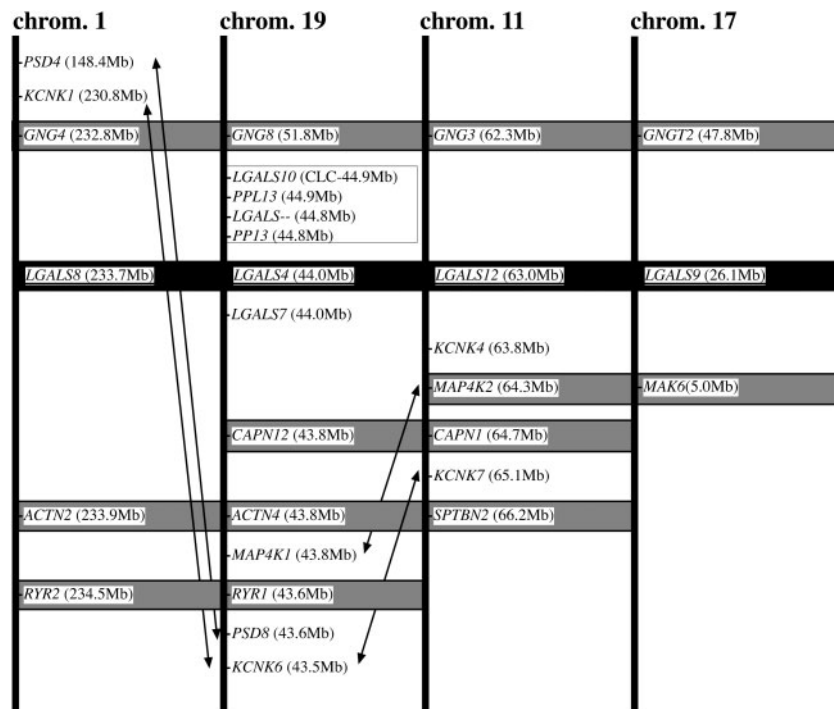 chrom. 1 chrom. 19 chrom. 11 chrom. 17
PSD4 (148.4Mb)
KCNK1 (230.8Mb)
GNG4 (232.8Mb) GNG8 (51.8Mb) GNG3 (62.3Mb) GNGT2 (47.8Mb)
LGALS10 (CLC-44.9Mb)
PPL13 (44.9Mb)
LGALS-- (44.8Mb)
PP13 (44.8Mb)
LGALS8 (233.7Mb) LGALS4 (44.0Mb) LGALS12 (63.0Mb) LGALS9 (26.1Mb)
LGALS7 (44.0Mb)
KCNK4 (63.8Mb)
MAP4K2 (64.3Mb) MAK6(5.0Mb)
CAPN12 (43.8Mb) CAPN1 (64.7Mb)
KCNK7 (65.1Mb)
ACTN2 (233.9Mb) ACTN4 (43.8Mb) SPTBN2 (66.2Mb)
MAP4K1 (43.8Mb)
RYR2 (234.5Mb) RYR1 (43.6Mb)
PSD8 (43.6Mb)
KCNK6 (43.5Mb)